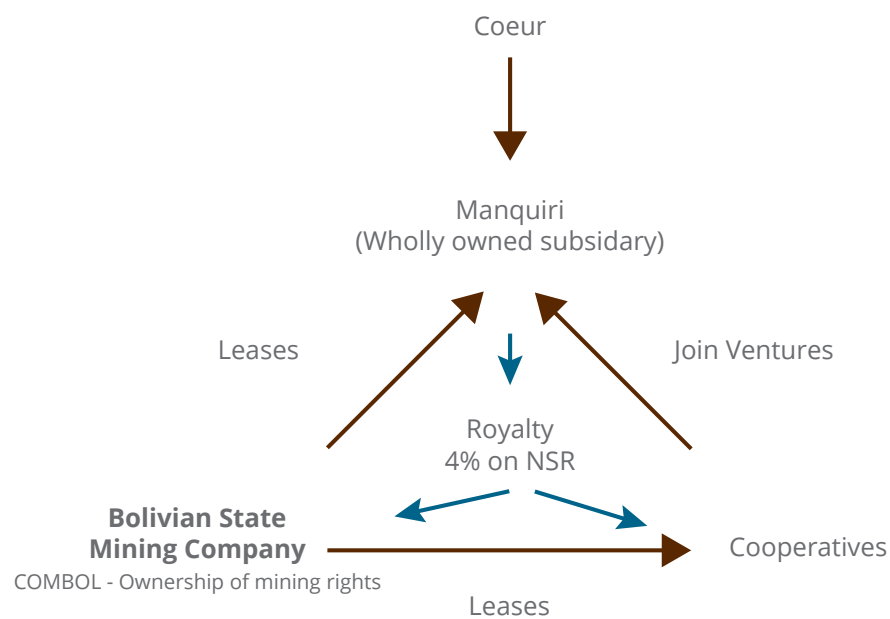 Coeur
Manquiri
(Wholly owned subsidary)
Leases
Join Ventures
Royalty
4% on NSR
Bolivian State
Mining Company
COMBOL - Ownership of mining rights
Cooperatives
Leases